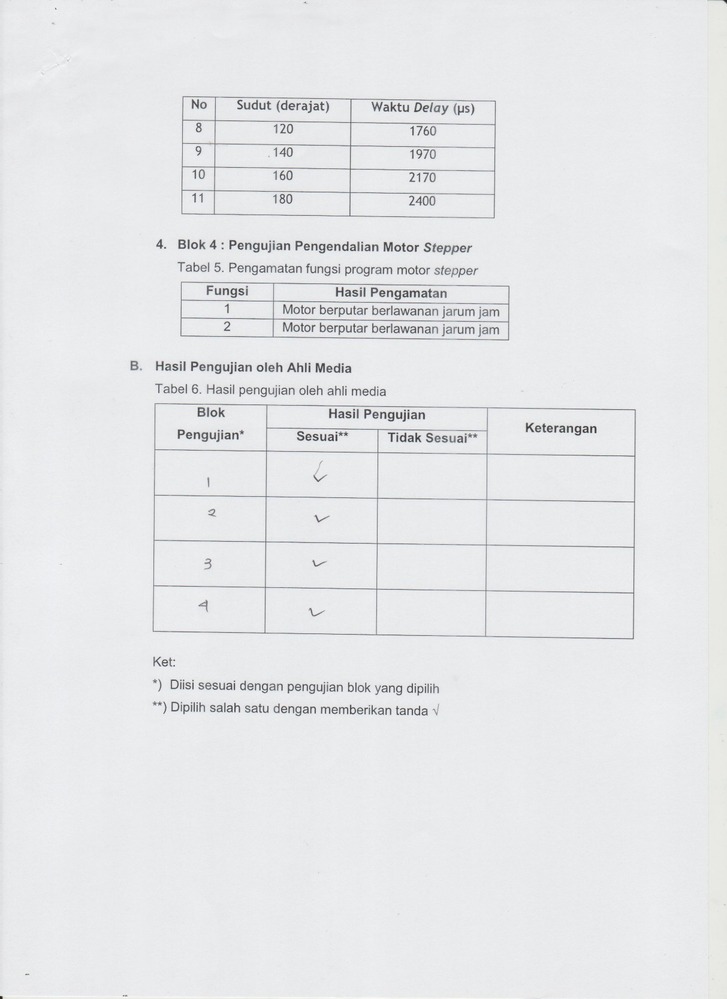 No Sudut (derajat) Waktu Delay (µs)
8 120 1760
9 140 1970
10 160 2170
11 180 2400
4. Blok 4 : Pengujian Pengendalian Motor Stepper
Tabel 5. Pengamatan fungsi program motor stepper
Fungsi Hasil Pengamatan
1 Motor berputar berlawanan jarum jam
2 Motor berputar berlawanan jarum jam
B. Hasil Pengujian oleh Ahli Media
Tabel 6. Hasil pengujian oleh ahli media
Blok Pengujian* Hasil Pengujian Keterangan
Sesuai** Tidak Sesuai**
1 ✓
2 ✓
3 ✓
4 ✓
Ket:
*) Diisi sesuai dengan pengujian blok yang dipilih
**) Dipilih salah satu dengan memberikan tanda √